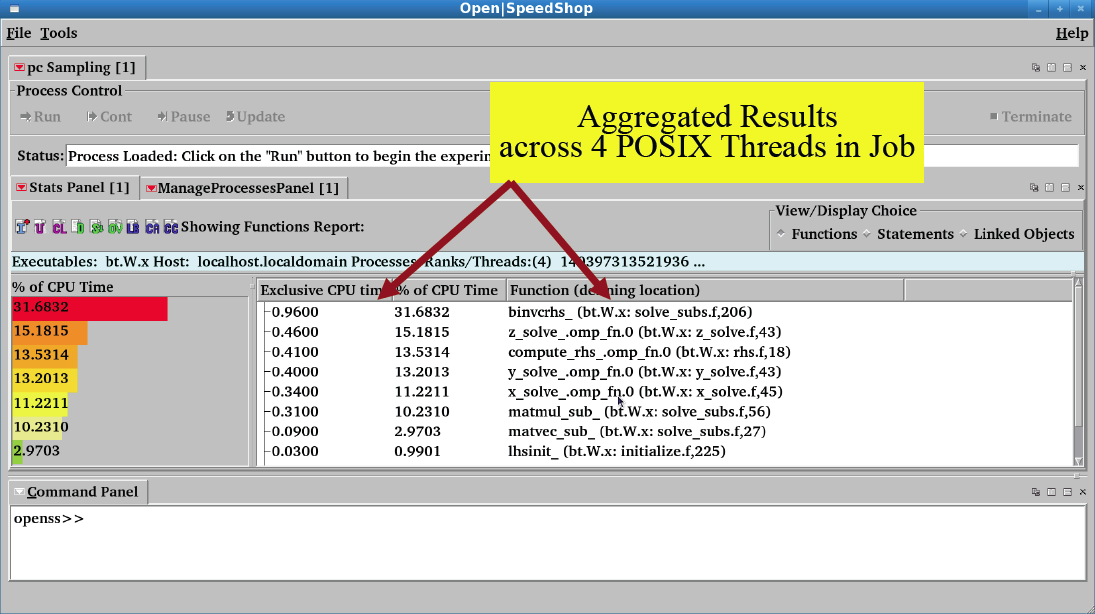 Open|SpeedShop
File Tools Help
pc Sampling [1]
Process Control
Run Cont Pause Update Terminate
Aggregated Results
across 4 POSIX Threads in Job
Status: Process Loaded: Click on the "Run" button to begin the experim
Stats Panel [1] ManageProcessesPanel [1]
View/Display Choice
I U CL D OV LB CA CC Showing Functions Report:
Functions Statements Linked Objects
Executables: bt.W.x Host: localhost.localdomain Processes/Ranks/Threads:(4) 140397313521936 ...
% of CPU Time
Exclusive CPU time % of CPU Time Function (defining location)
31.6832
15.1815
13.5314
13.2013
11.2211
10.2310
2.9703
-0.9600 31.6832 binvcrhs_ (bt.W.x: solve_subs.f,206)
-0.4600 15.1815 z_solve_.omp_fn.0 (bt.W.x: z_solve.f,43)
-0.4100 13.5314 compute_rhs_.omp_fn.0 (bt.W.x: rhs.f,18)
-0.4000 13.2013 y_solve_.omp_fn.0 (bt.W.x: y_solve.f,43)
-0.3400 11.2211 x_solve_.omp_fn.0 (bt.W.x: x_solve.f,45)
-0.3100 10.2310 matmul_sub_ (bt.W.x: solve_subs.f,56)
-0.0900 2.9703 matvec_sub_ (bt.W.x: solve_subs.f,27)
-0.0300 0.9901 lhsinit_ (bt.W.x: initialize.f,225)
Command Panel
openss>>